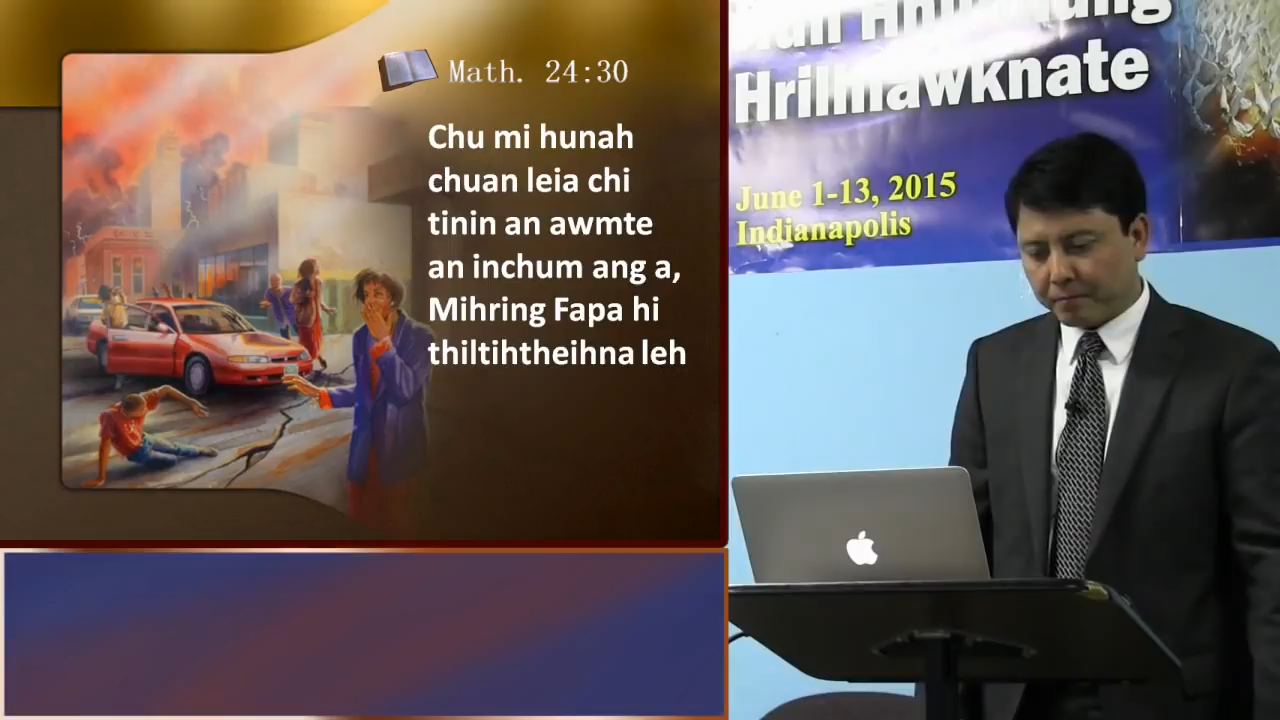 Math. 24:30
Chu mi hunah
chuan leia chi
tinin an awmte
an inchum ang a,
Mihring Fapa hi
thiltihtheihna leh
Hrilhlawknate
June 1-13, 2015
Indianapolis